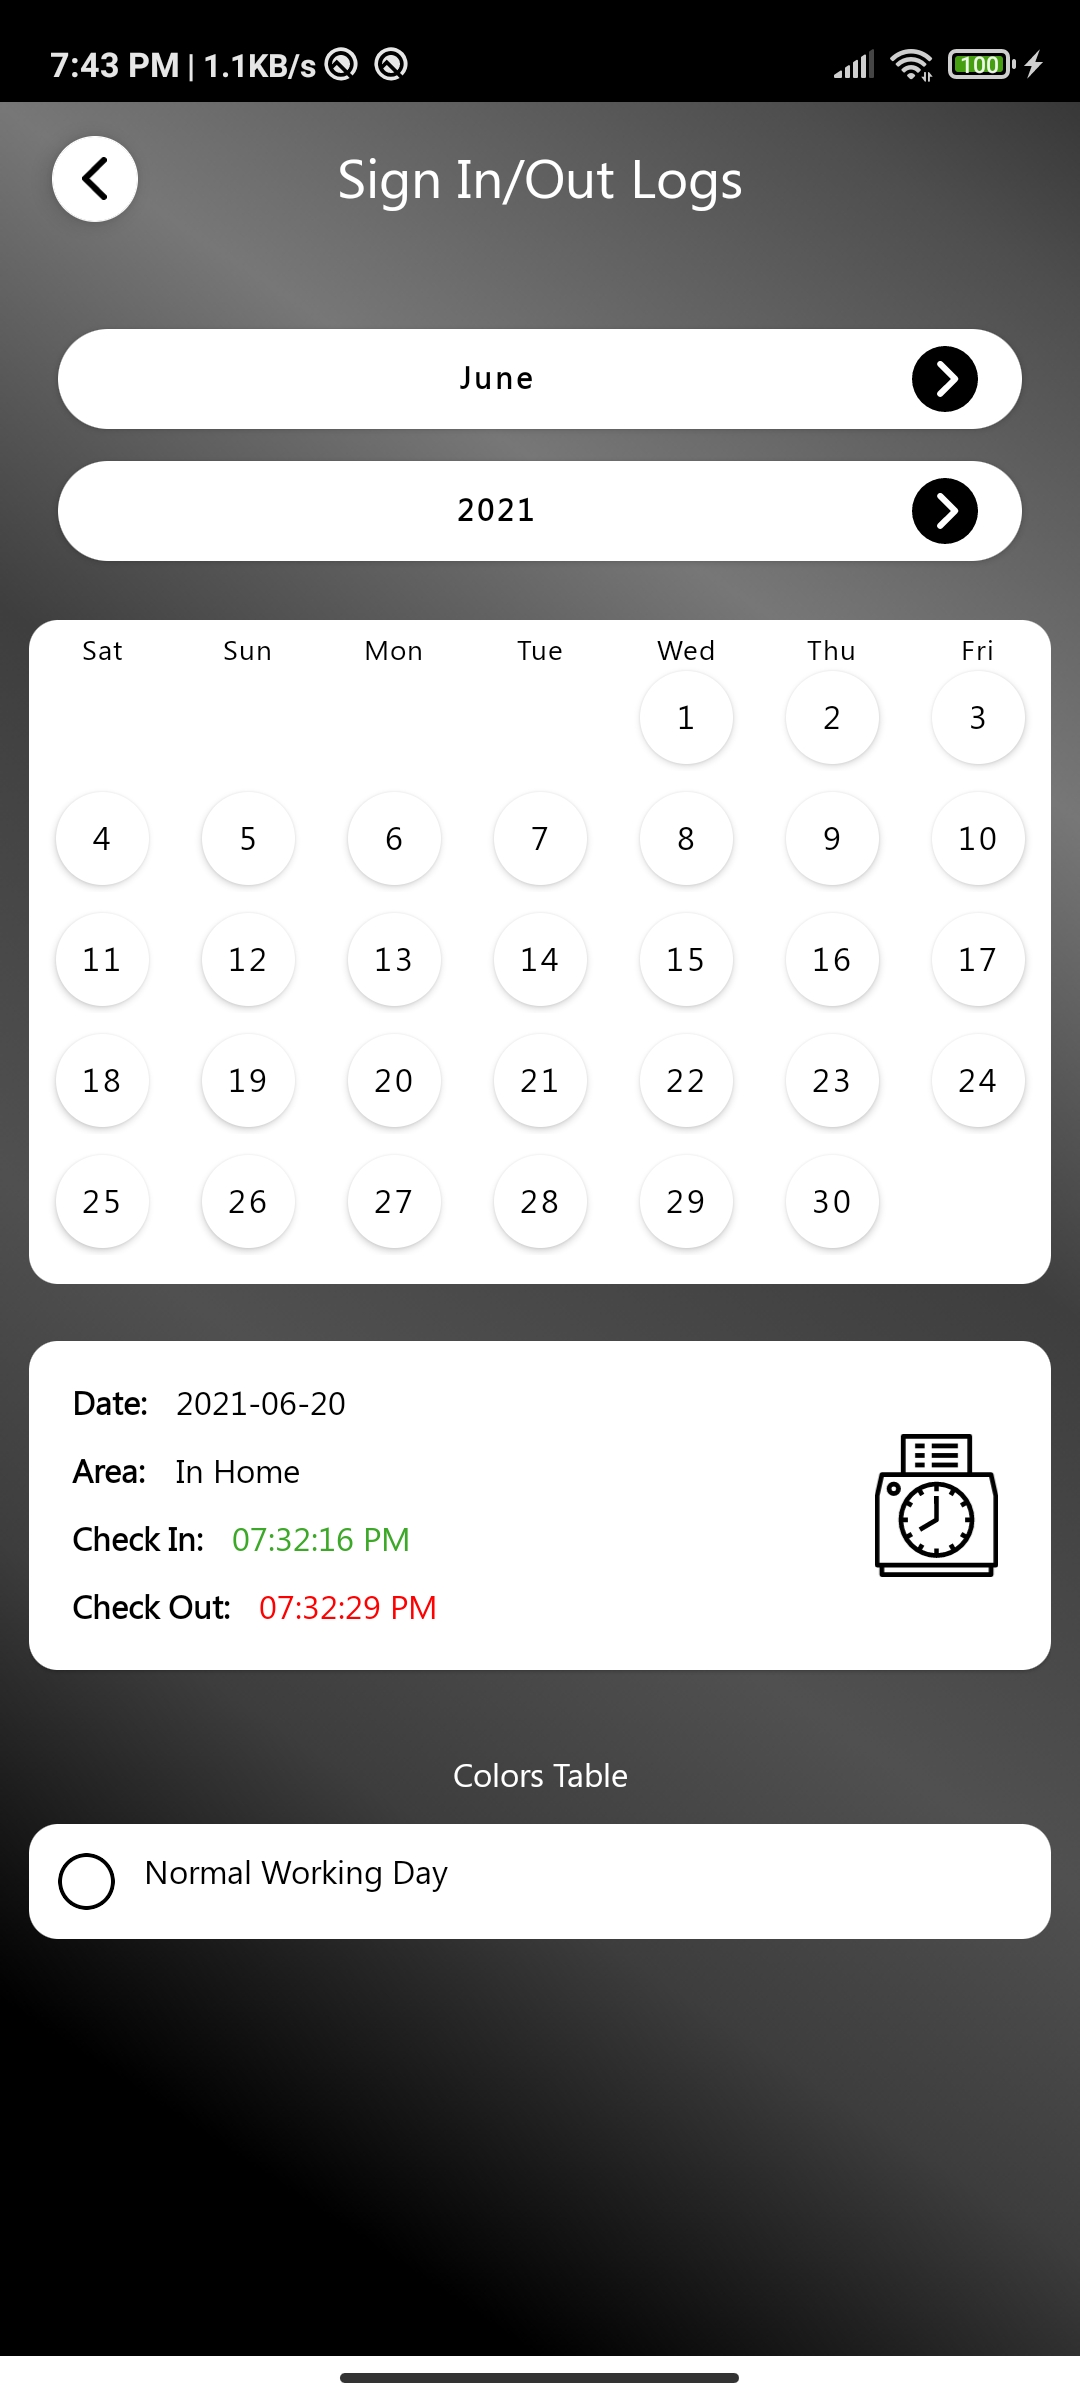 7:43 PM | 1.1KB/s 100
Sign In/Out Logs
June
2021
Sat Sun Mon Tue Wed Thu Fri
1 2 3
4 5 6 7 8 9 10
11 12 13 14 15 16 17
18 19 20 21 22 23 24
25 26 27 28 29 30
Date: 2021-06-20
Area: In Home
Check In: 07:32:16 PM
Check Out: 07:32:29 PM
Colors Table
Normal Working Day